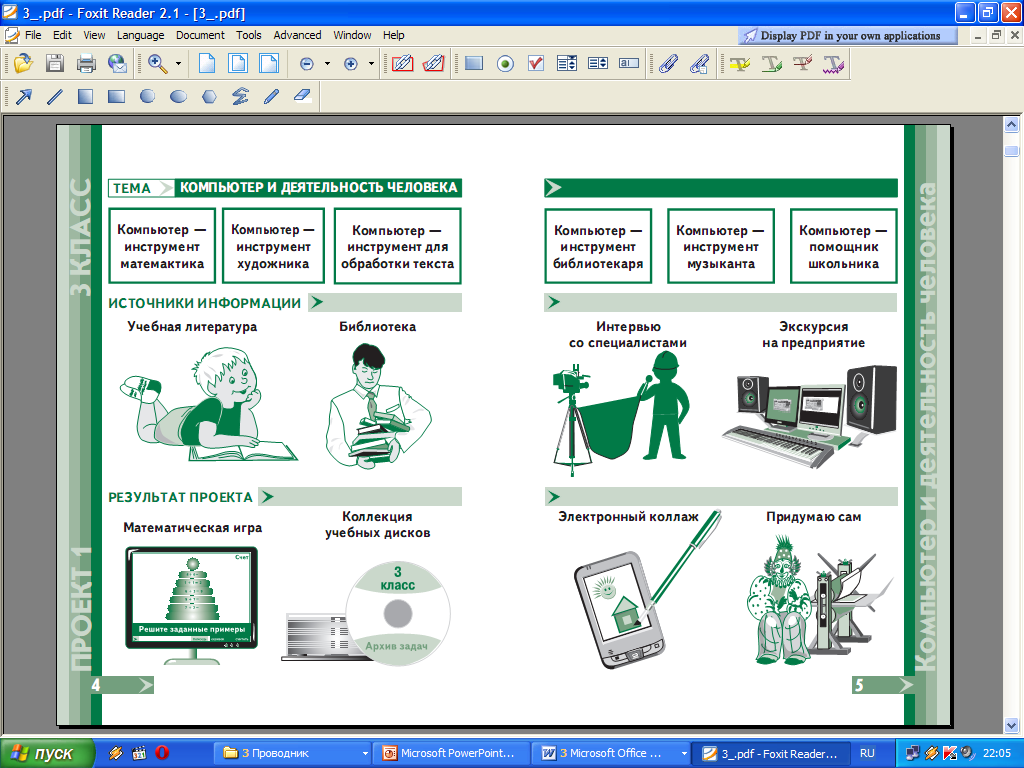 3_.pdf - Foxit Reader 2.1 - [3_.pdf]
File Edit View Language Document Tools Advanced Window Help
Display PDF in your own applications
3 КЛАСС
ПРОЕКТ 1
ТЕМА
КОМПЬЮТЕР И ДЕЯТЕЛЬНОСТЬ ЧЕЛОВЕКА
Компьютер —
инструмент
матемактика
Компьютер —
инструмент
художника
Компьютер —
инструмент для
обработки текста
ИСТОЧНИКИ ИНФОРМАЦИИ
Учебная литература
Библиотека
РЕЗУЛЬТАТ ПРОЕКТА
Математическая игра
Коллекция
учебных дисков
Счет
Решите заданные примеры
3
класс
Архив задач
4
Компьютер —
инструмент
библиотекаря
Компьютер —
инструмент
музыканта
Компьютер —
помощник
школьника
Интервью
со специалистами
Экскурсия
на предприятие
Электронный коллаж
Придумаю сам
5
Компьютер и деятельность человека
пуск
3 Проводник
Microsoft PowerPoint...
3 Microsoft Office ...
3_.pdf - Foxit Reader...
RU
22:05